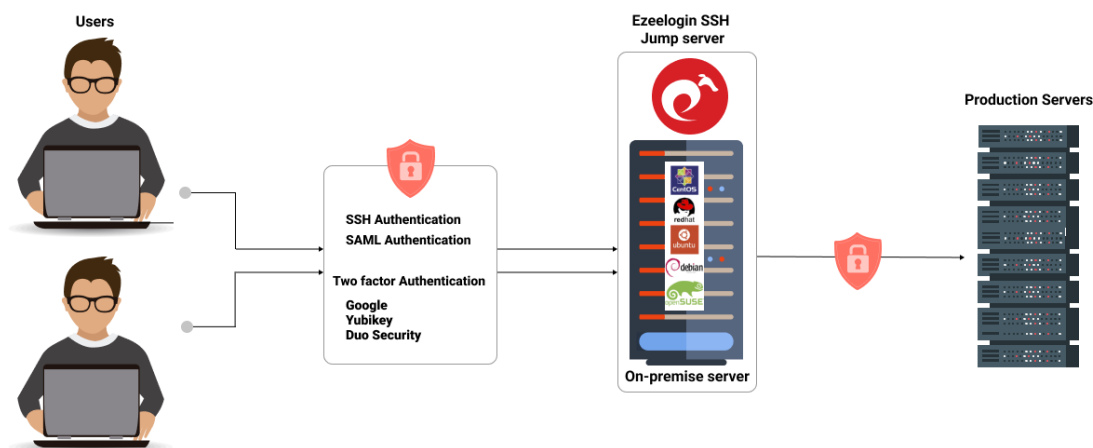 Users
Ezeelogin SSH
Jump server
Production Servers
SSH Authentication
SAML Authentication
Two factor Authentication
Google
Yubikey
Duo Security
CentOS
redhat
ubuntu
debian
openSUSE
On-premise server